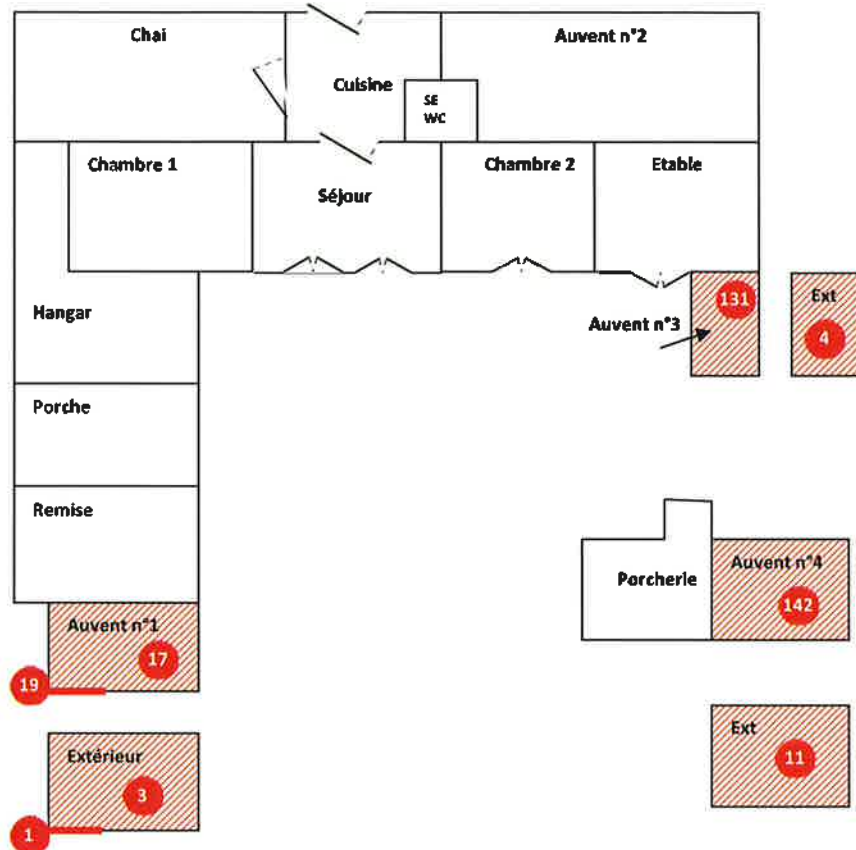 Chai
Auvent n°2
Cuisine
SE
WC
Chambre 1
Séjour
Chambre 2
Etable
Hangar
131
Ext
4
Auvent n°3
Porche
Remise
Auvent n°4
Porcherie
142
Auvent n°1
17
19
Ext
11
Extérieur
3
1